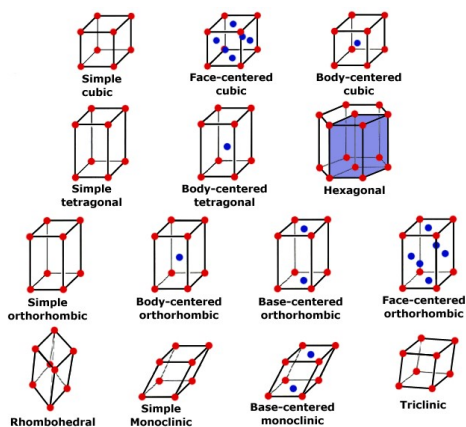 Simple
cubic
Face-centered
cubic
Body-centered
cubic
Simple
tetragonal
Body-centered
tetragonal
Hexagonal
Simple
orthorhombic
Body-centered
orthorhombic
Base-centered
orthorhombic
Face-centered
orthorhombic
Rhombohedral
Simple
Monoclinic
Base-centered
monoclinic
Triclinic